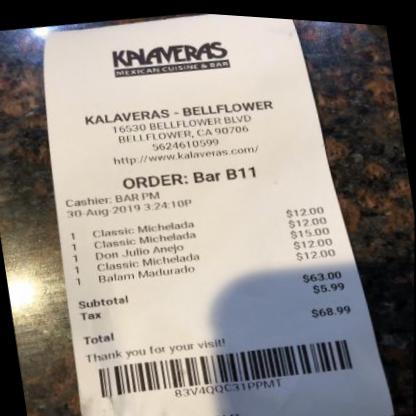 KALAVERAS
MEXICAN CUISINE & BAR
KALAVERAS - BELLFLOWER
16530 BELLFLOWER BLVD
BELLFLOWER, CA 90706
5624610599
http://www.kalaveras.com/
ORDER: Bar B11
Cashier: BAR PM
30-Aug-2019 3:24:10P
1 Classic Michelada $12.00
1 Classic Michelada $12.00
1 Don Julio Anejo $15.00
1 Classic Michelada $12.00
1 Balam Madurado $12.00
Subtotal $63.00
Tax $5.99
Total $68.99
Thank you for your visit!
83V4QQC31PPMT